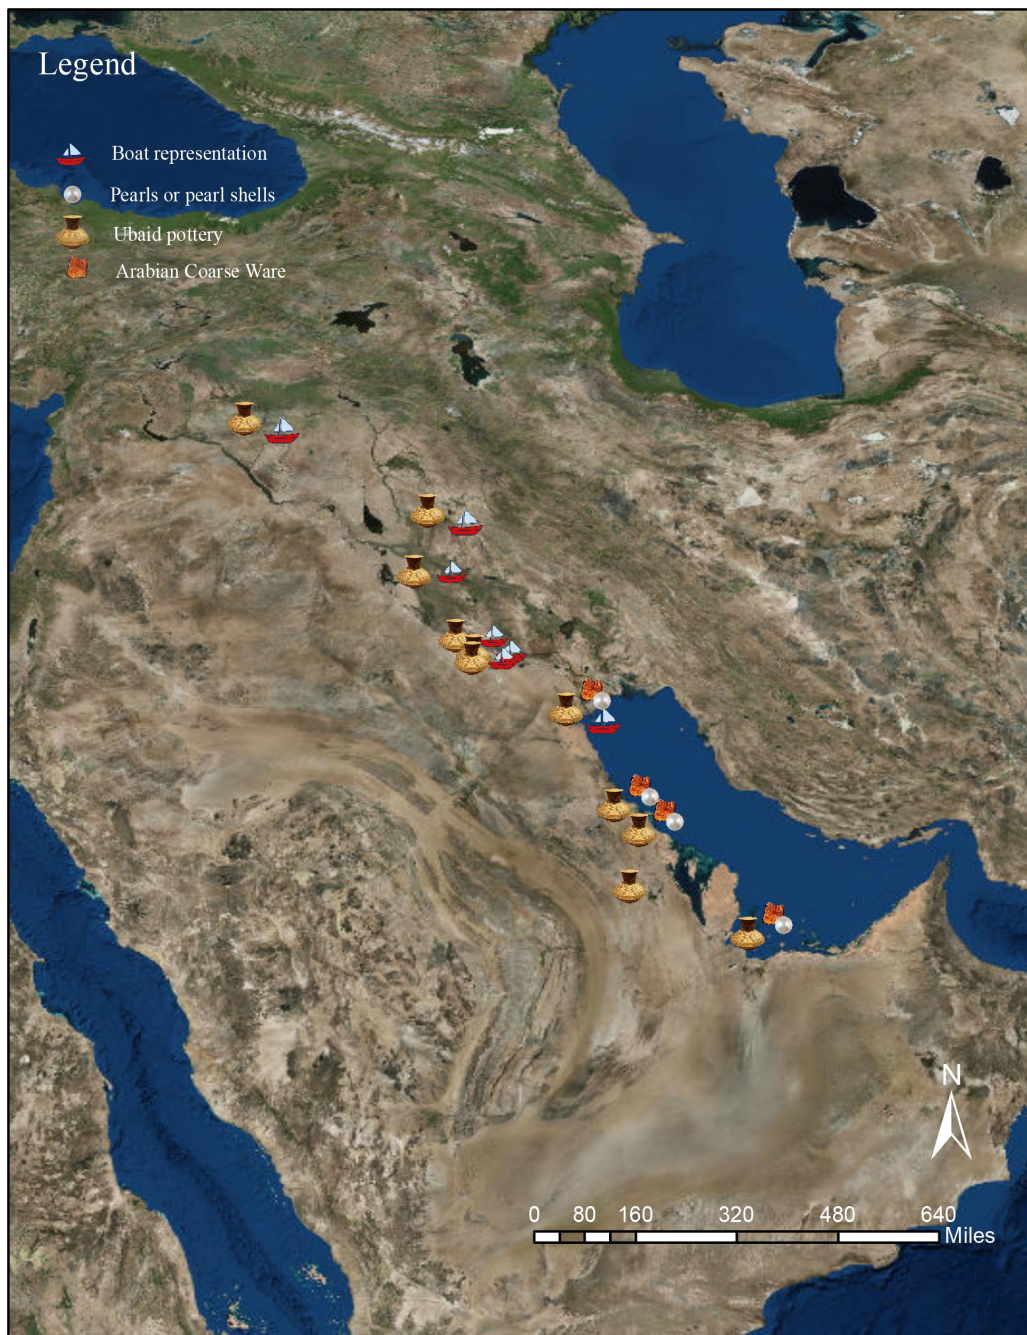 Legend
Boat representation
Pearls or pearl shells
Ubaid pottery
Arabian Coarse Ware
N
0 80 160 320 480 640
Miles